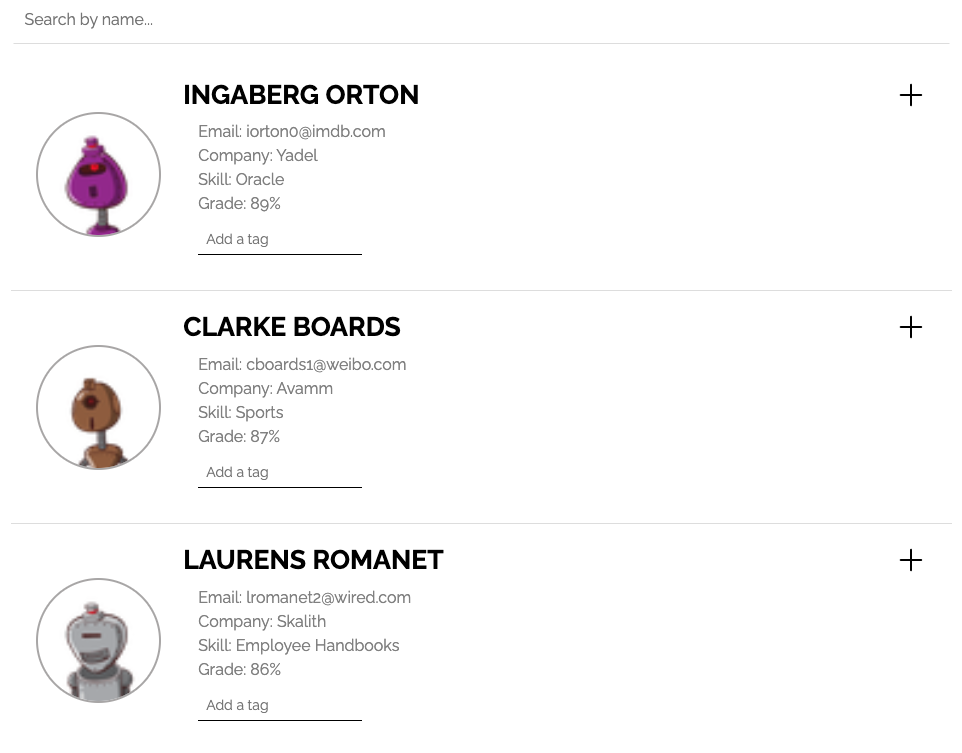 Search by name...
INGABERG ORTON
Email: iorton0@imdb.com
Company: Yadel
Skill: Oracle
Grade: 89%
Add a tag
CLARKE BOARDS
Email: cboards1@weibo.com
Company: Avamm
Skill: Sports
Grade: 87%
Add a tag
LAURENS ROMANET
Email: lromanet2@wired.com
Company: Skalith
Skill: Employee Handbooks
Grade: 86%
Add a tag